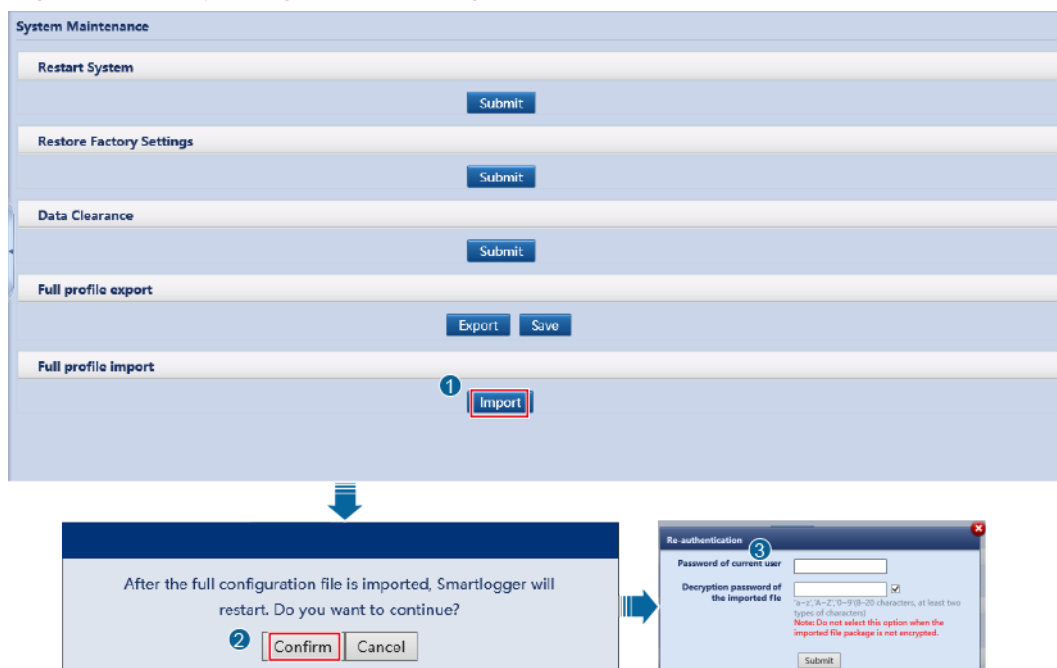 System Maintenance
Restart System
Submit
Restore Factory Settings
Submit
Data Clearance
Submit
Full profile export
Export Save
Full profile import
1
Import
After the full configuration file is imported, Smartlogger will
restart. Do you want to continue?
2 Confirm Cancel
Re-authentication
3
Password of current user
Decryption password of
the imported file
'a~z','A~Z','0~9'(8~20 characters, at least two
types of characters)
Note: Do not select this option when the
imported file package is not encrypted.
Submit